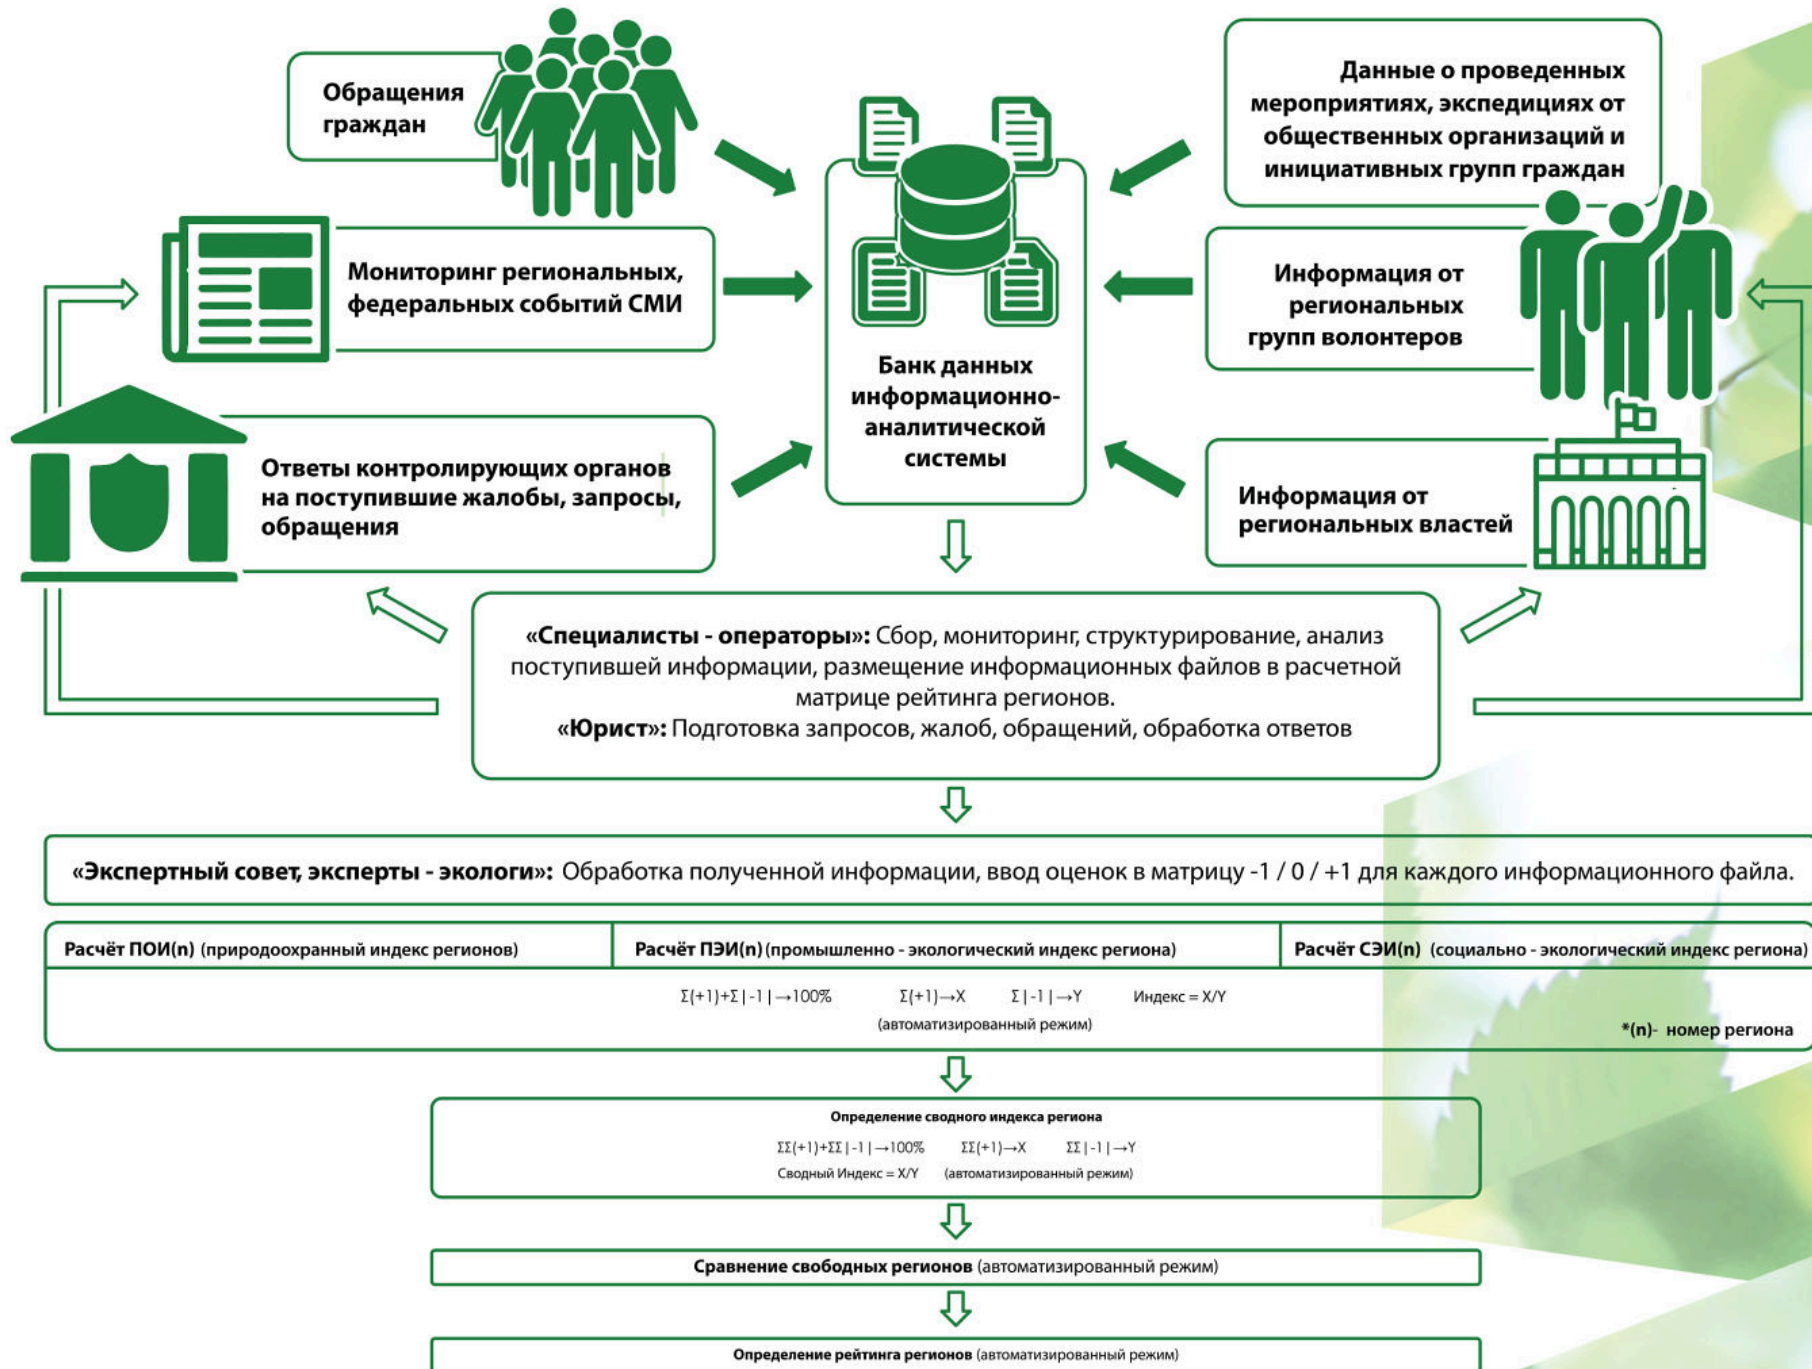 Обращения
граждан
Данные о проведенных
мероприятиях, экспедициях от
общественных организаций и
инициативных групп граждан
Мониторинг региональных,
федеральных событий СМИ
Информация от
региональных
групп волонтеров
Банк данных
информационно-
аналитической
системы
Ответы контролирующих органов
на поступившие жалобы, запросы,
обращения
Информация от
региональных властей
«Специалисты - операторы»: Сбор, мониторинг, структурирование, анализ
поступившей информации, размещение информационных файлов в расчетной
матрице рейтинга регионов.
«Юрист»: Подготовка запросов, жалоб, обращений, обработка ответов
«Экспертный совет, эксперты - экологи»: Обработка полученной информации, ввод оценок в матрицу -1 / 0 / +1 для каждого информационного файла.
Расчёт ПОИ(n) (природоохранный индекс регионов)
Расчёт ПЭИ(n) (промышленно - экологический индекс региона)
Расчёт СЭИ(n) (социально - экологический индекс региона)
Σ(+1)+Σ|-1|→100% Σ(+1)→X Σ|-1|→Y Индекс = X/Y
(автоматизированный режим)
*(n)- номер региона
Определение сводного индекса региона
ΣΣ(+1)+ΣΣ|-1|→100% ΣΣ(+1)→X ΣΣ|-1|→Y
Сводный Индекс = X/Y (автоматизированный режим)
Сравнение свободных регионов (автоматизированный режим)
Определение рейтинга регионов (автоматизированный режим)